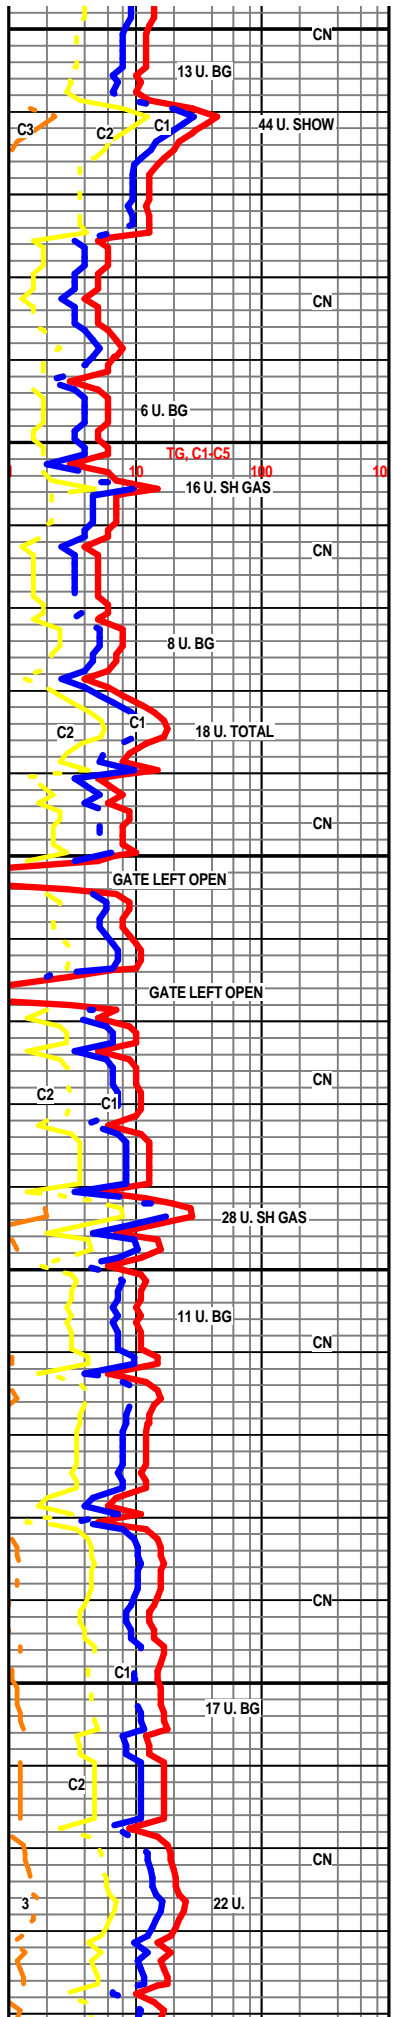 CN
13 U. BG
C3
C2
C1
44 U. SHOW
CN
6 U. BG
TG, C1-C5
1
10
100
10
16 U. SH GAS
CN
8 U. BG
C1
C2
18 U. TOTAL
CN
GATE LEFT OPEN
GATE LEFT OPEN
CN
C2
C1
28 U. SH GAS
11 U. BG
CN
CN
C1
17 U. BG
C2
CN
3
22 U.